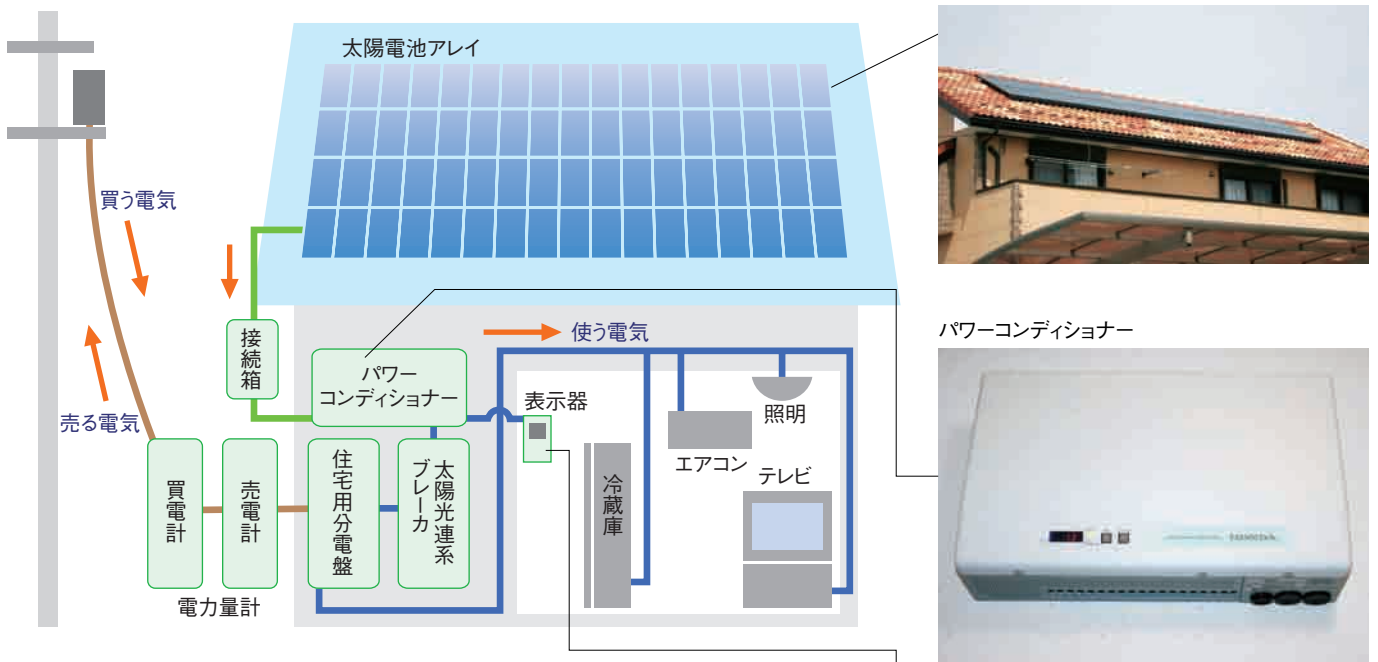 太陽電池アレイ
買う電気
売る電気
接続箱
パワー
コンディショナー
使う電気
表示器
照明
エアコン
テレビ
冷蔵庫
買電計
売電計
住宅用分電盤
太陽光連系
ブレーカ
電力量計
パワーコンディショナー
HONDA